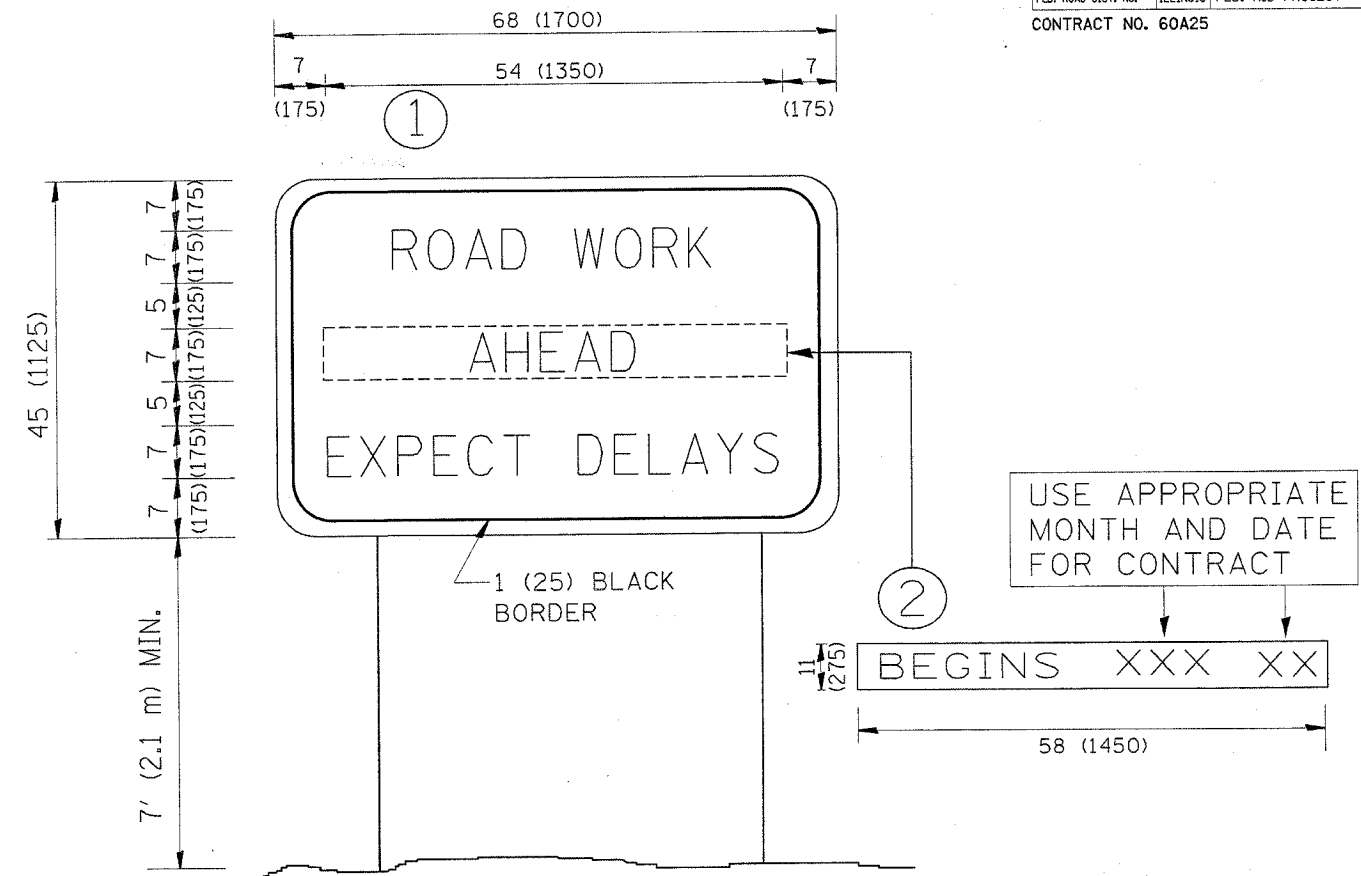 CONTRACT NO. 60A25
68 (1700)
7
54 (1350)
7
(175)
(175)
1
45 (1125)
7 (175)
7 (175)
5 (125)
7 (175)
5 (125)
7 (175)
7 (175)
ROAD WORK
AHEAD
EXPECT DELAYS
1 (25) BLACK
BORDER
7' (2.1 m) MIN.
2
USE APPROPRIATE
MONTH AND DATE
FOR CONTRACT
11
(275)
BEGINS XXX XX
58 (1450)